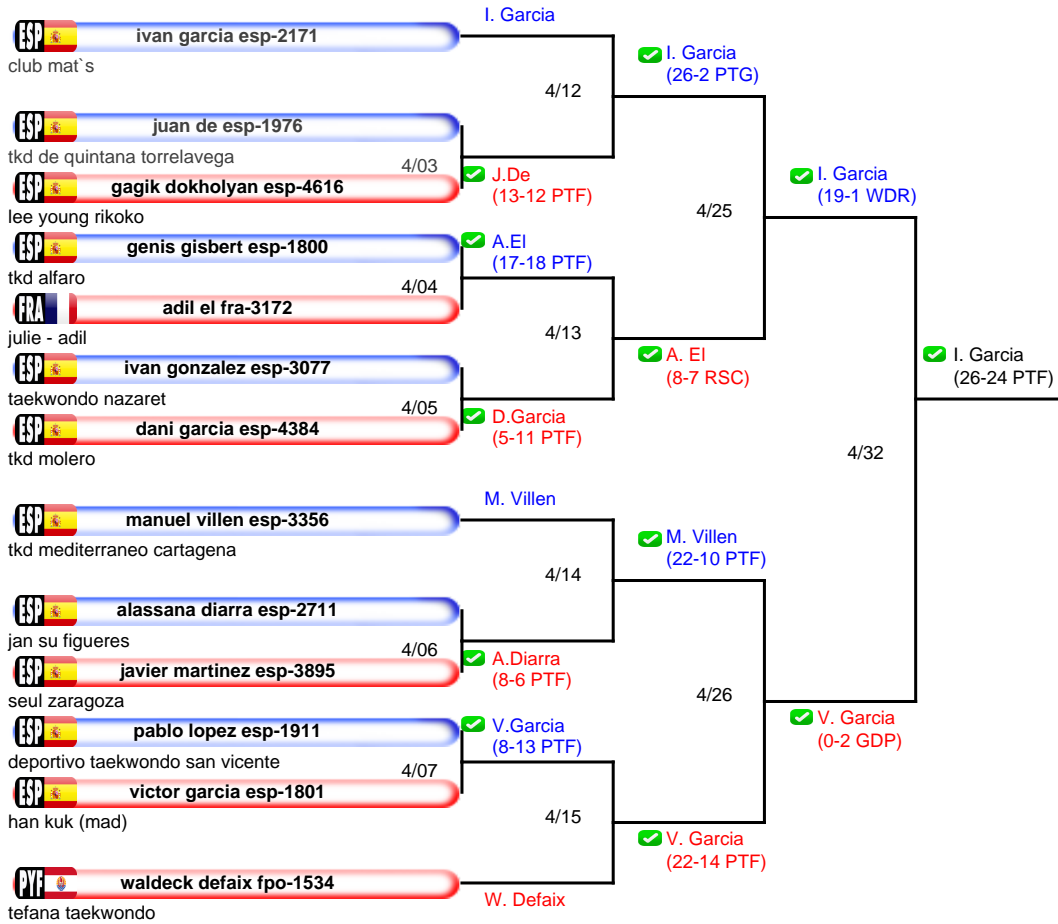 I. Garcia
ESP ivan garcia esp-2171
club mat`s
I. Garcia
(26-2 PTG)
4/12
ESP juan de esp-1976
tkd de quintana torrelavega
4/03
ESP gagik dokholyan esp-4616
lee young rikoko
J.De
(13-12 PTF)
I. Garcia
(19-1 WDR)
4/25
ESP genis gisbert esp-1800
tkd alfaro
A.El
(17-18 PTF)
4/04
FRA adil el fra-3172
julie - adil
4/13
ESP ivan gonzalez esp-3077
taekwondo nazaret
A. El
(8-7 RSC)
I. Garcia
(26-24 PTF)
4/05
ESP dani garcia esp-4384
tkd molero
D.Garcia
(5-11 PTF)
4/32
M. Villen
ESP manuel villen esp-3356
tkd mediterraneo cartagena
M. Villen
(22-10 PTF)
4/14
ESP alassana diarra esp-2711
jan su figueres
4/06
ESP javier martinez esp-3895
seul zaragoza
A.Diarra
(8-6 PTF)
4/26
ESP pablo lopez esp-1911
deportivo taekwondo san vicente
V.Garcia
(8-13 PTF)
V. Garcia
(0-2 GDP)
4/07
ESP victor garcia esp-1801
han kuk (mad)
4/15
V. Garcia
(22-14 PTF)
PYF waldeck defaix fpo-1534
tefana taekwondo
W. Defaix